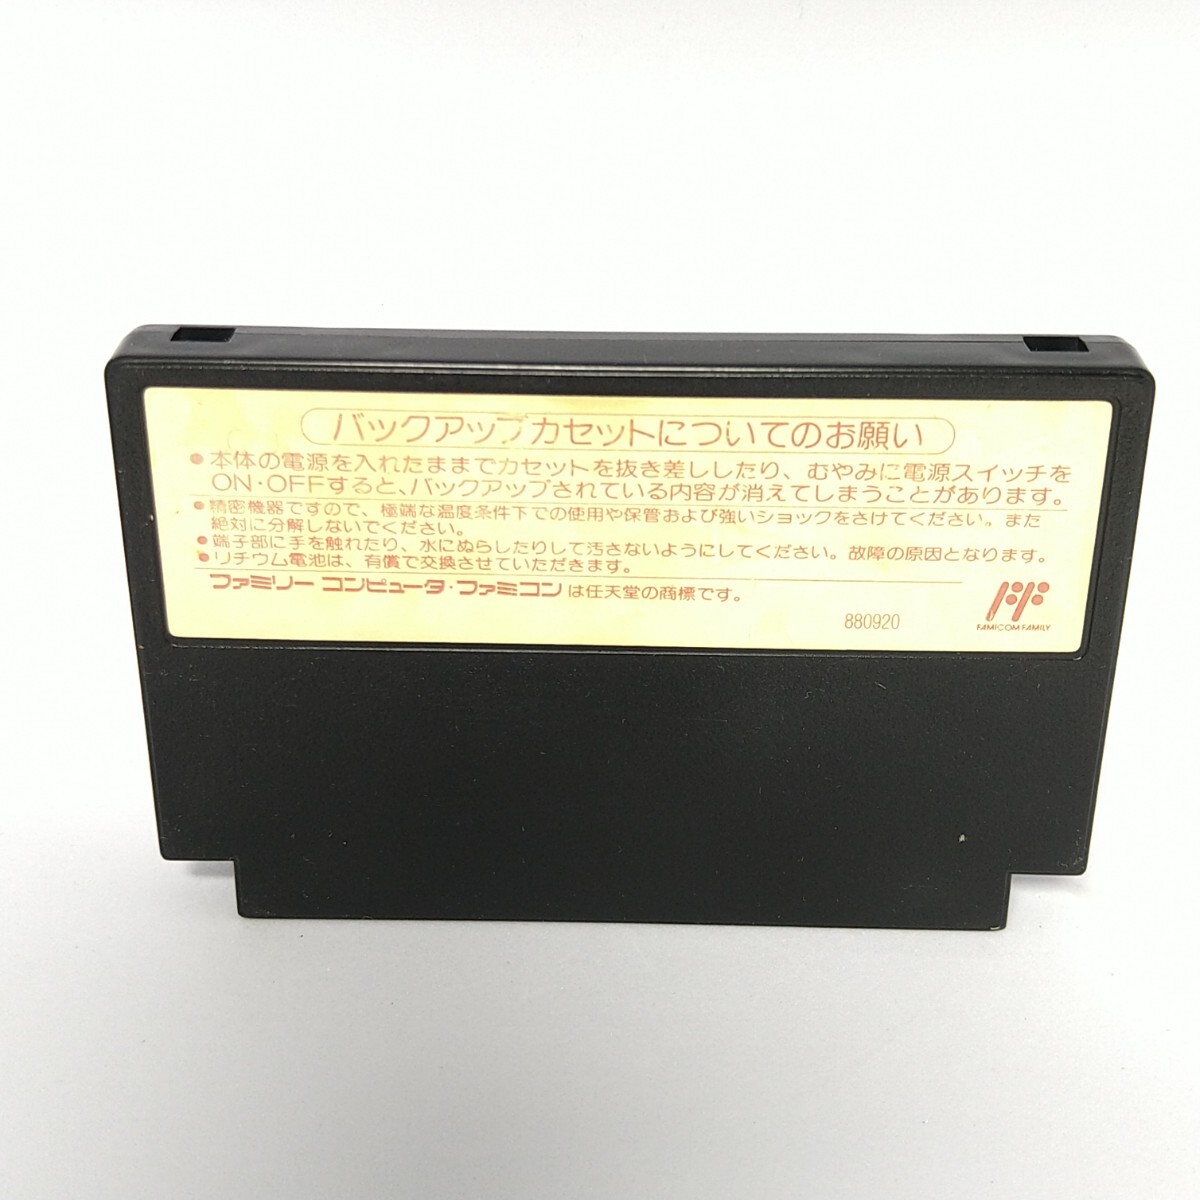 バックアップカセットについてのお願い
●本体の電源を入れたままでカセットを抜き差ししたり、むやみに電源スイッチを
ON・OFFすると、バックアップされている内容が消えてしまうことがあります。
●精密機器ですので、極端な温度条件下での使用や保管および強いショックをさけてください。また
絶対に分解しないでください。
●端子部に手を触れたり、水にぬらしたりして汚さないようにしてください。故障の原因となります。
●リチウム電池は、有償で交換させていただきます。
ファミリーコンピュータ・ファミコンは任天堂の商標です。
880920
FAMICOM FAMILY